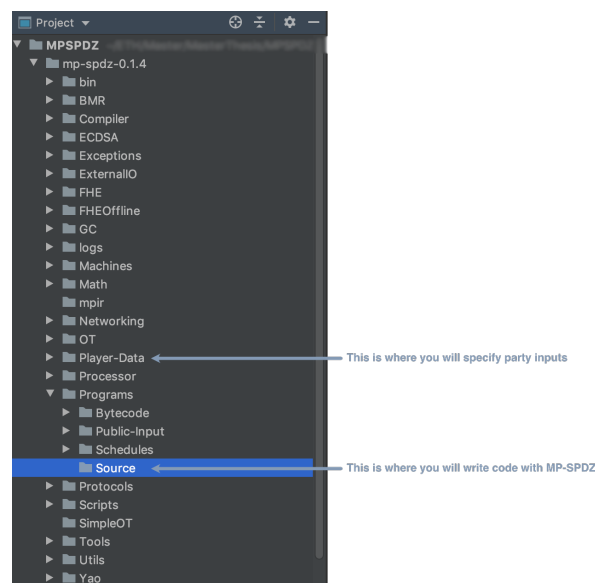 Project
MPSPDZ
mp-spdz-0.1.4
bin
BMR
Compiler
ECDSA
Exceptions
ExternalIO
FHE
FHEOffline
GC
logs
Machines
Math
mpir
Networking
OT
Player-Data This is where you will specify party inputs
Processor
Programs
Bytecode
Public-Input
Schedules
Source This is where you will write code with MP-SPDZ
Protocols
Scripts
SimpleOT
Tools
Utils
Yao